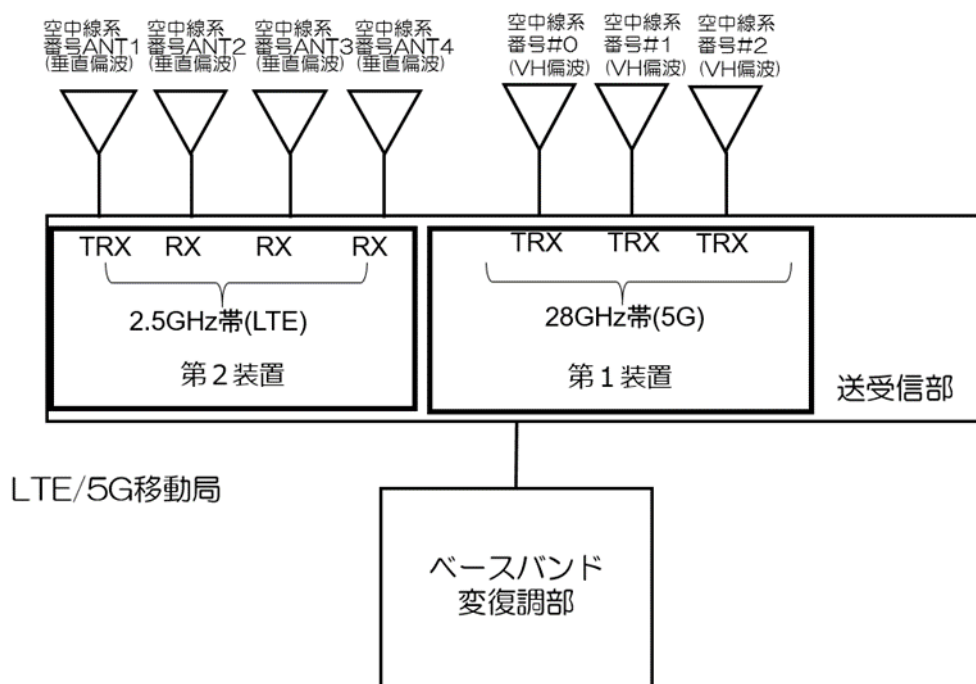 空中線系
番号ANT1
(垂直偏波)
空中線系
番号ANT2
(垂直偏波)
空中線系
番号ANT3
(垂直偏波)
空中線系
番号ANT4
(垂直偏波)
空中線系
番号#0
(VH偏波)
空中線系
番号#1
(VH偏波)
空中線系
番号#2
(VH偏波)
TRX RX RX RX
2.5GHz帯(LTE)
第2装置
TRX TRX TRX
28GHz帯(5G)
第1装置
送受信部
LTE/5G移動局
ベースバンド
変復調部